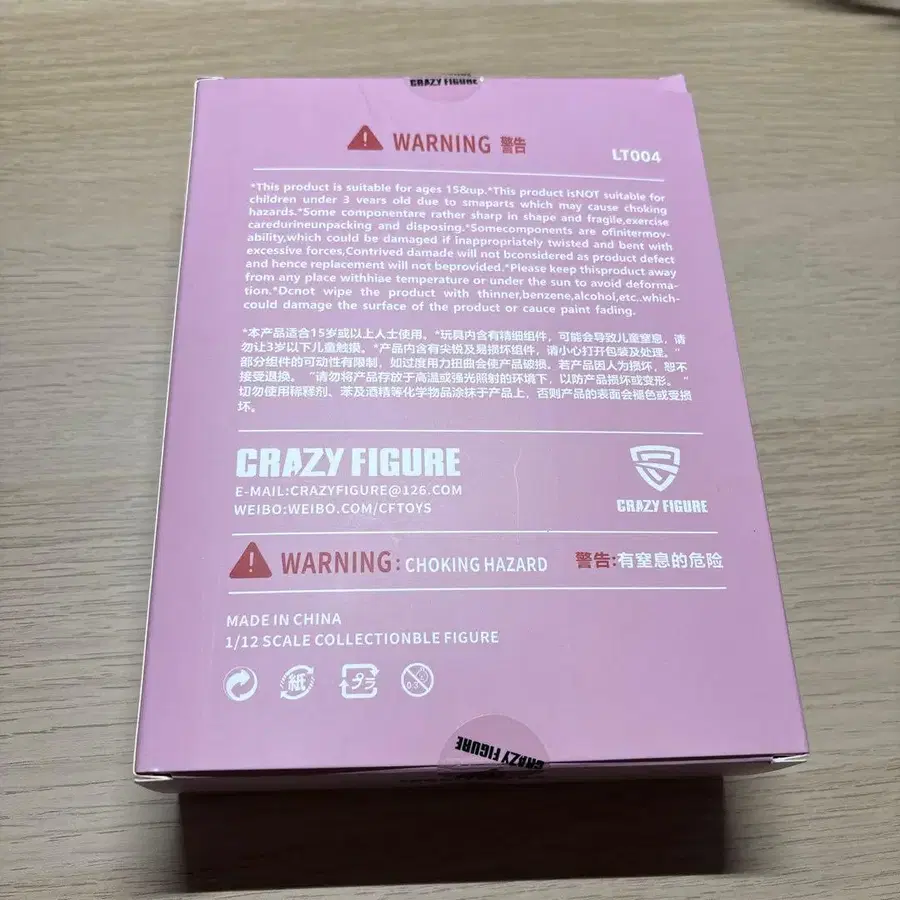 CRAZY FIGURE
WARNING 警告
LT004
*This product is suitable for ages 15&up.*This product isNOT suitable for
children under 3 years old due to smaparts which may cause choking
hazards.*Some componentare rather sharp in shape and fragile,exercise
caredurineunpacking and disposing.*Somecomponents are ofinitermov-
ability,which could be damaged if inappropriately twisted and bent with
excessive forces,Contrived damade will not bconsidered as product defect
and hence replacement will not beprovided.*Please keep thisproduct away
from any place withhiae temperature or under the sun to avoid deforma-
tion.*Dcnot wipe the product with thinner,benzene,alcohol,etc..which-
could damage the surface of the product or cauce paint fading.
*本产品适合15岁或以上人士使用。*玩具内含有精细组件，可能会导致儿童窒息，请
勿让3岁以下儿童触摸。*产品内含有尖锐及易损坏组件，请小心打开包装及处理。"
部分组件的可动性有限制，如过度用力扭曲会使产品破损。若产品因人为损坏，恕不
接受退换。 "请勿将产品存放于高温或强光照射的环境下，以防产品损坏或变形。 "
切勿使用稀释剂、苯及酒精等化学物品涂抹于产品上，否则产品的表面会褪色或受损
坏。
CRAZY FIGURE
E-MAIL:CRAZYFIGURE@126.COM
WEIBO:WEIBO.COM/CFTOYS
CRAZY FIGURE
WARNING: CHOKING HAZARD 警告:有窒息的危险
MADE IN CHINA
1/12 SCALE COLLECTIONBLE FIGURE
紙
プラ
0-3
CRAZY FIGURE